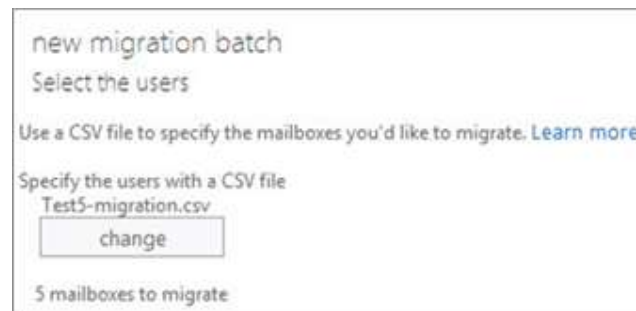 new migration batch
Select the users
Use a CSV file to specify the mailboxes you'd like to migrate. Learn more
Specify the users with a CSV file
Test5-migration.csv
change
5 mailboxes to migrate